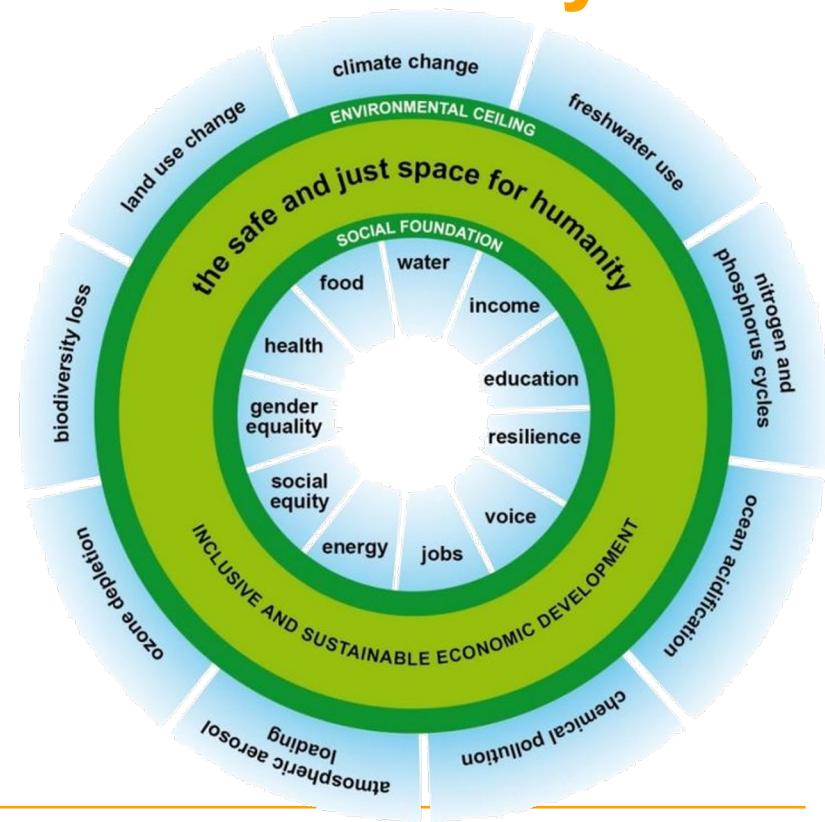 climate change
freshwater use
nitrogen and
phosphorus cycles
ocean acidification
chemical pollution
atmospheric aerosol
loading
ozone depletion
biodiversity loss
land use change
ENVIRONMENTAL CEILING
the safe and just space for humanity
SOCIAL FOUNDATION
water
income
education
resilience
voice
jobs
energy
social
equity
gender
equality
health
food
INCLUSIVE AND SUSTAINABLE ECONOMIC DEVELOPMENT